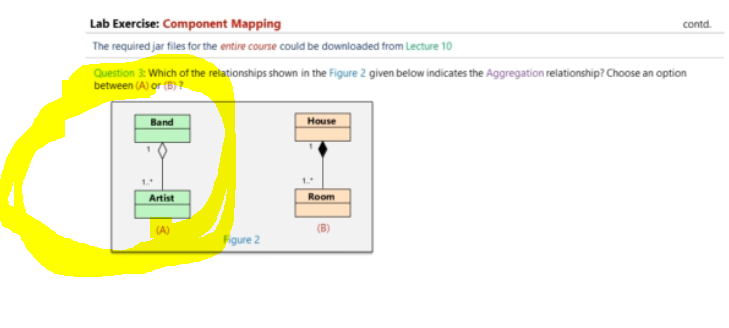 Lab Exercise: Component Mapping contd.
The required jar files for the entire course could be downloaded from Lecture 10
Question 3: Which of the relationships shown in the Figure 2 given below indicates the Aggregation relationship? Choose an option
between (A) or (B) ?
Band House
1 1
1..* 1..*
Artist Room
(A) (B)
Figure 2